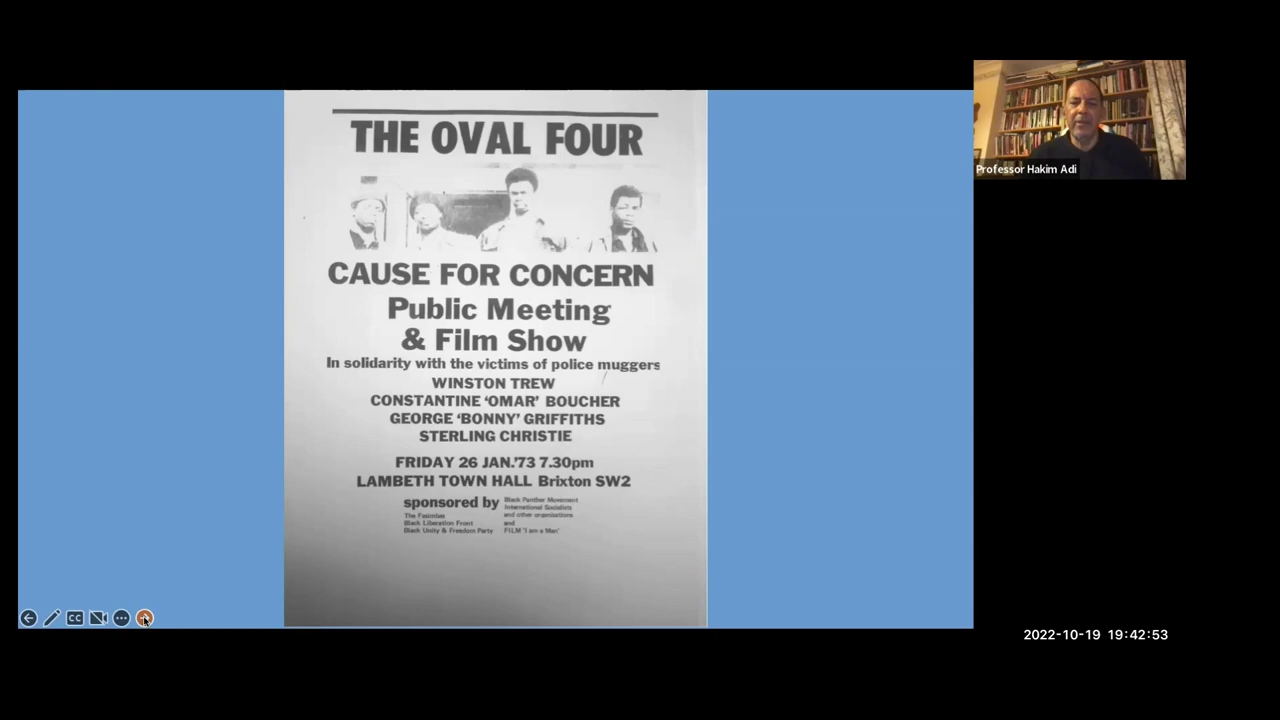 THE OVAL FOUR
CAUSE FOR CONCERN
Public Meeting
& Film Show
In solidarity with the victims of police muggers
WINSTON TREW
CONSTANTINE ‘OMAR’ BOUCHER
GEORGE ‘BONNY’ GRIFFITHS
STERLING CHRISTIE
FRIDAY 26 JAN.’73 7.30pm
LAMBETH TOWN HALL Brixton SW2
sponsored by
The Fasimbas
Black Liberation Front
Black Unity & Freedom Party
Black Panther Movement
International Socialists
and other organisations
and
FILM ‘I am a Man’
CC
Professor Hakim Adi
2022-10-19 19:42:53